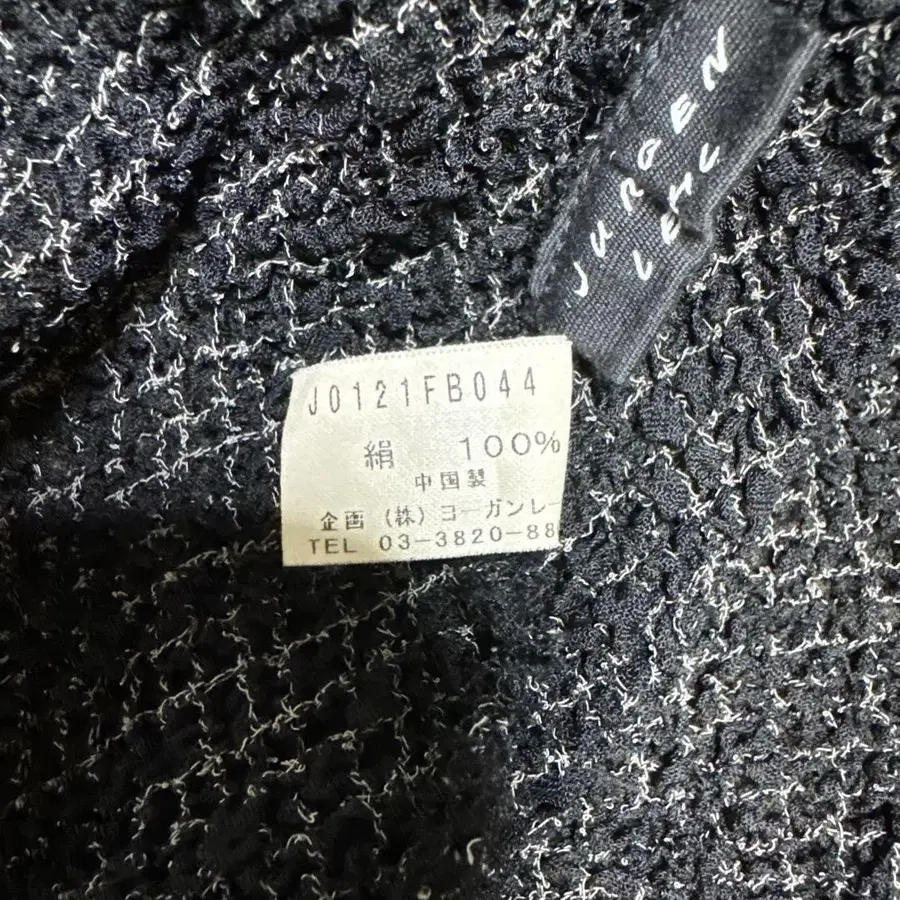 JURGEN
LEHL
J0121FB044
絹 100%
中国製
企画 (株) ヨーガンレー
TEL 03-3820-88